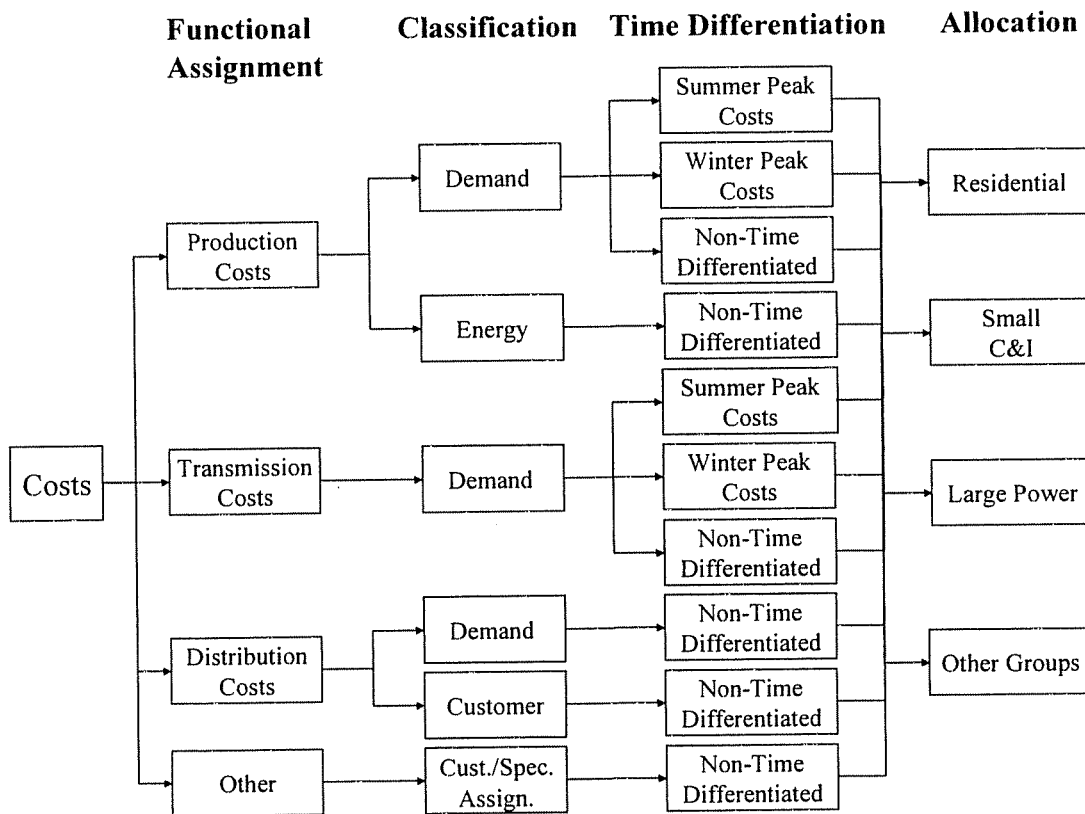 Functional
Assignment
Classification
Time Differentiation
Allocation
Costs
Production
Costs
Transmission
Costs
Distribution
Costs
Other
Demand
Energy
Demand
Demand
Customer
Cust./Spec.
Assign.
Summer Peak
Costs
Winter Peak
Costs
Non-Time
Differentiated
Non-Time
Differentiated
Summer Peak
Costs
Winter Peak
Costs
Non-Time
Differentiated
Non-Time
Differentiated
Non-Time
Differentiated
Non-Time
Differentiated
Residential
Small
C&I
Large Power
Other Groups